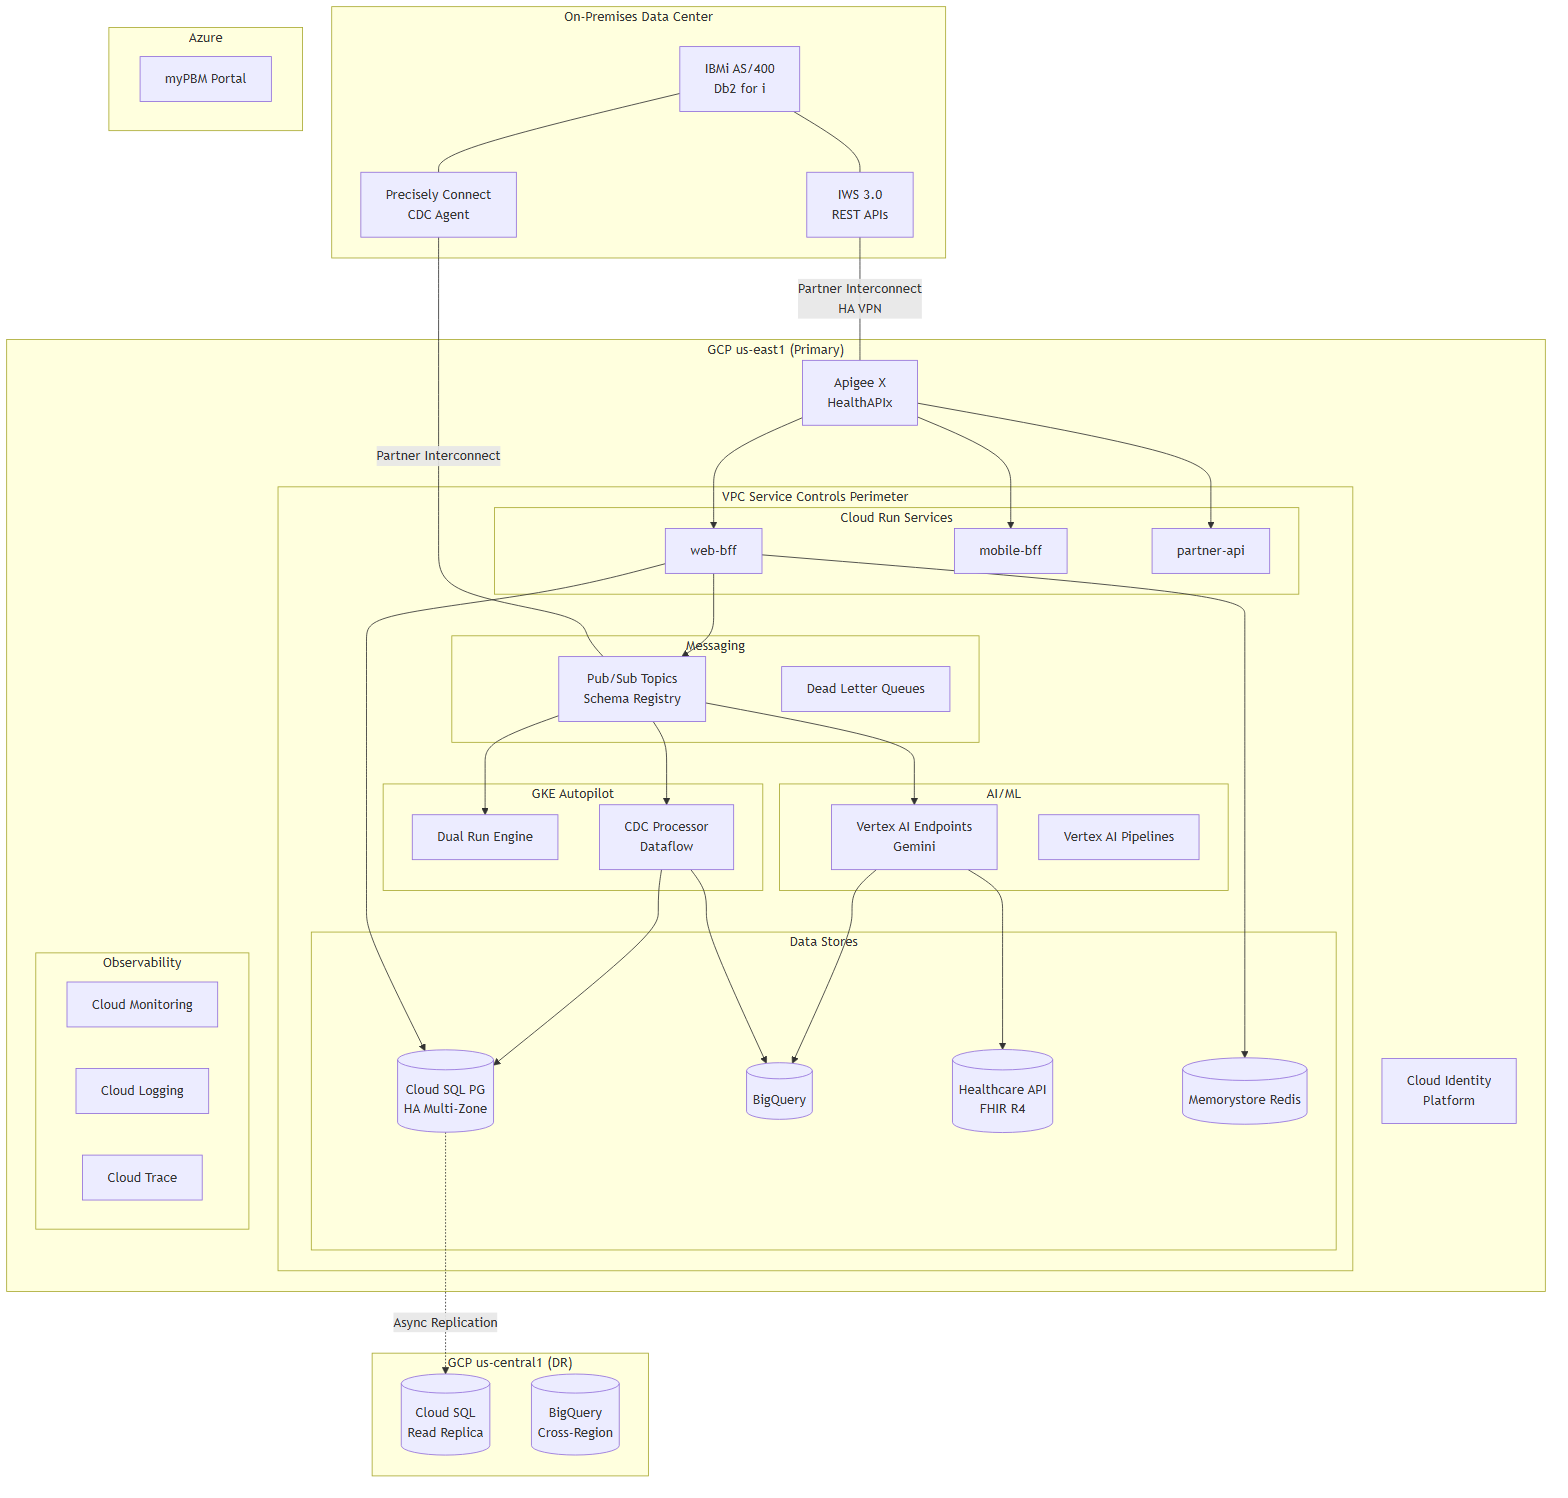 On-Premises Data Center
Azure
myPBM Portal
IBMi AS/400
Db2 for i
Precisely Connect
CDC Agent
IWS 3.0
REST APIs
Partner Interconnect
HA VPN
GCP us-east1 (Primary)
Apigee X
HealthAPIx
Partner Interconnect
VPC Service Controls Perimeter
Cloud Run Services
web-bff
mobile-bff
partner-api
Messaging
Pub/Sub Topics
Schema Registry
Dead Letter Queues
GKE Autopilot
AI/ML
Dual Run Engine
CDC Processor
Dataflow
Vertex AI Endpoints
Gemini
Vertex AI Pipelines
Data Stores
Observability
Cloud Monitoring
Cloud Logging
Cloud Trace
Cloud SQL PG
HA Multi-Zone
BigQuery
Healthcare API
FHIR R4
Memorystore Redis
Cloud Identity
Platform
Async Replication
GCP us-central1 (DR)
Cloud SQL
Read Replica
BigQuery
Cross-Region